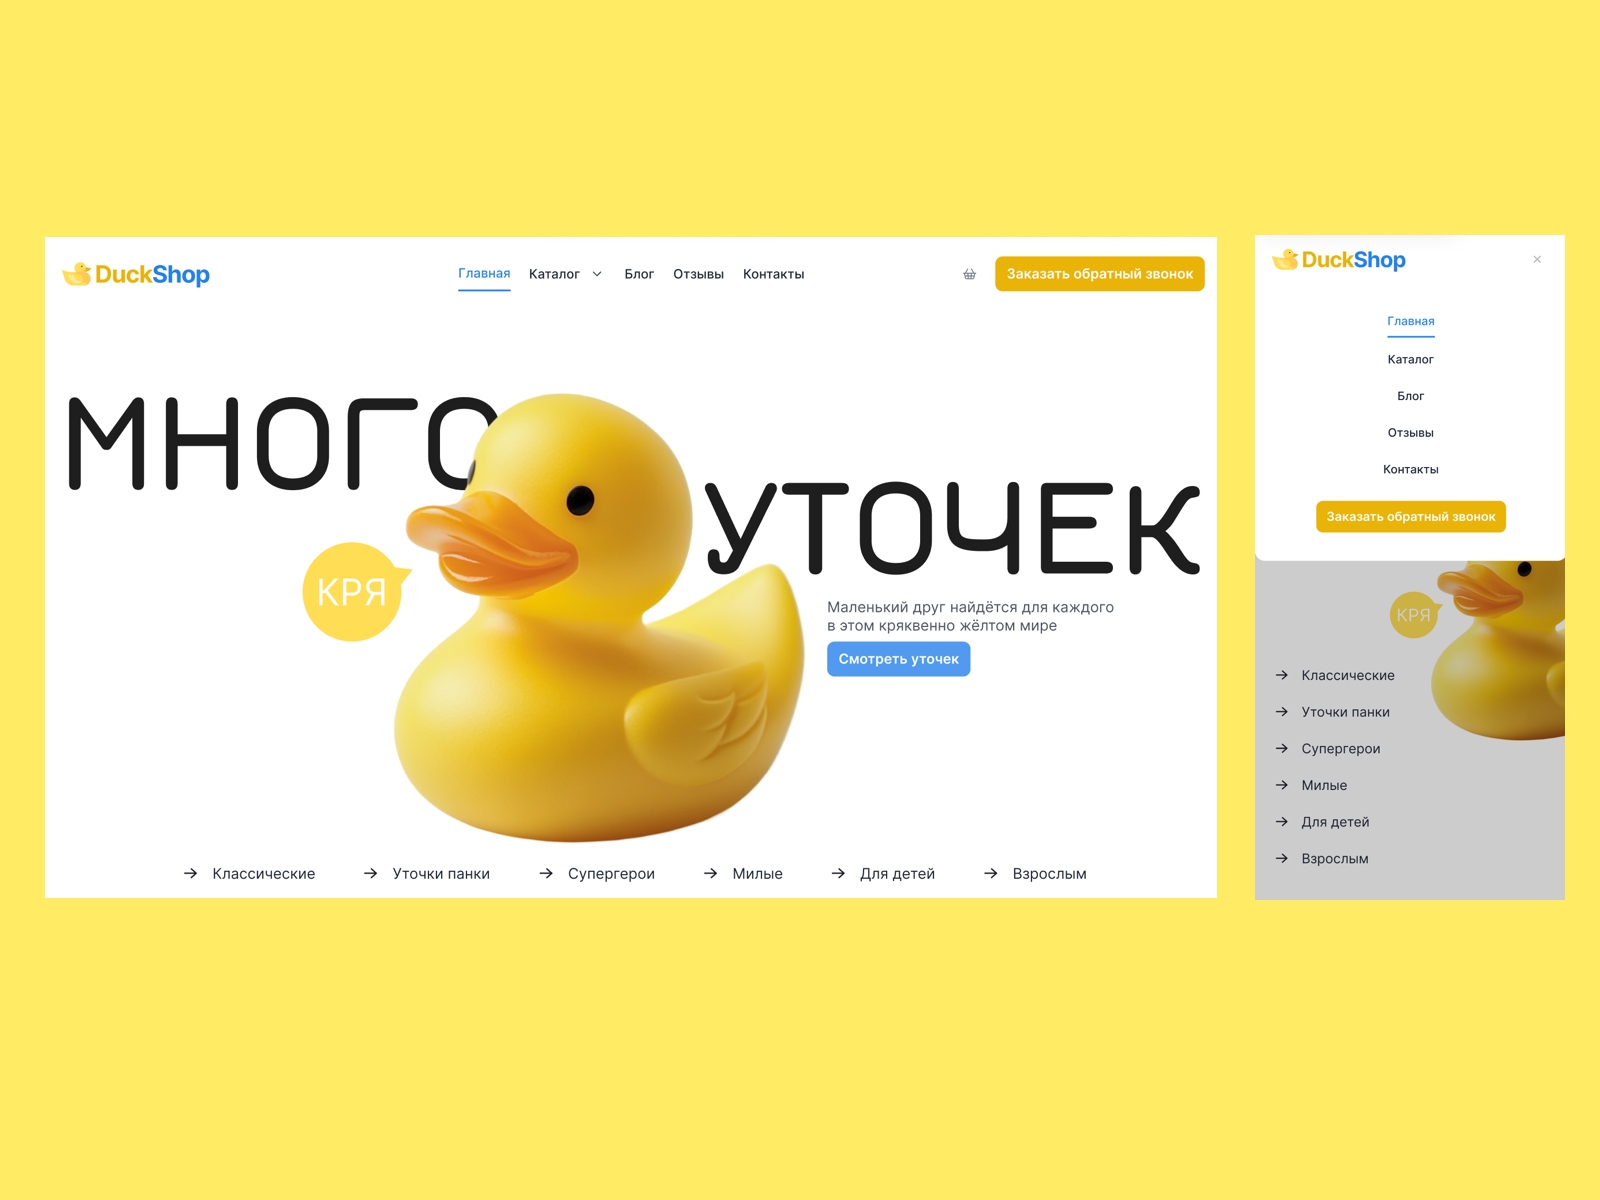 DuckShop
Главная Каталог Блог Отзывы Контакты
Заказать обратный звонок
МНОГО
УТОЧЕК
КРЯ
Маленький друг найдётся для каждого
в этом кряквенно жёлтом мире
Смотреть уточек
Классические Уточки панки Супергерои Милые Для детей Взрослым
DuckShop
Главная
Каталог
Блог
Отзывы
Контакты
Заказать обратный звонок
КРЯ
Классические
Уточки панки
Супергерои
Милые
Для детей
Взрослым